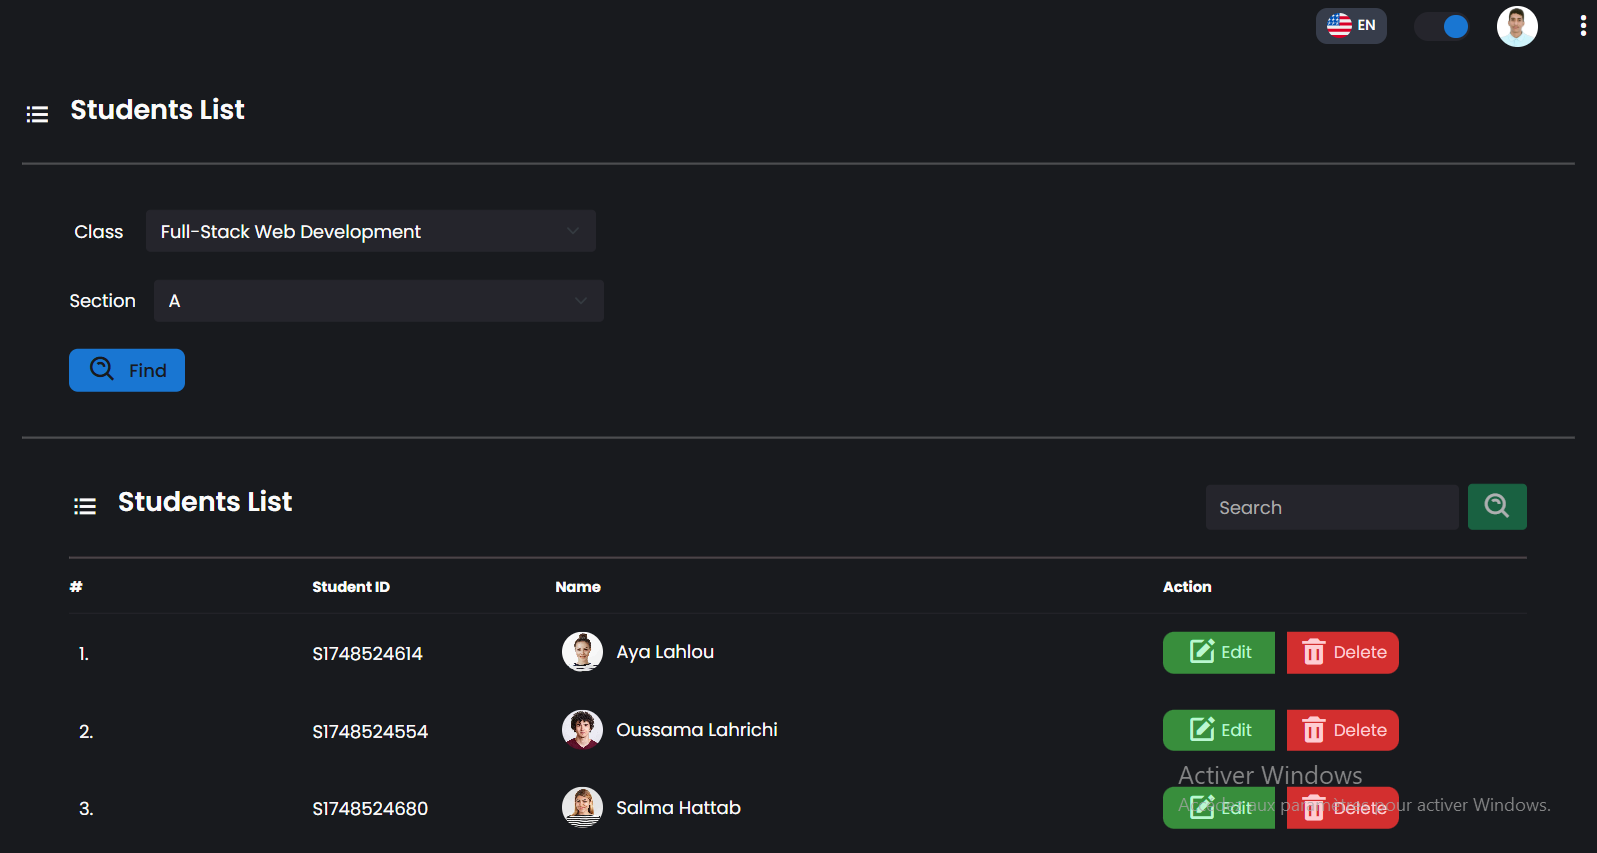 EN
Students List
Class Full-Stack Web Development
Section A
Find
Students List Search
# Student ID Name Action
1. S1748524614 Aya Lahlou Edit Delete
2. S1748524554 Oussama Lahrichi Edit Delete
Activer Windows
3. S1748524680 Salma Hattab Edit Delete
Accédez aux paramètres pour activer Windows.